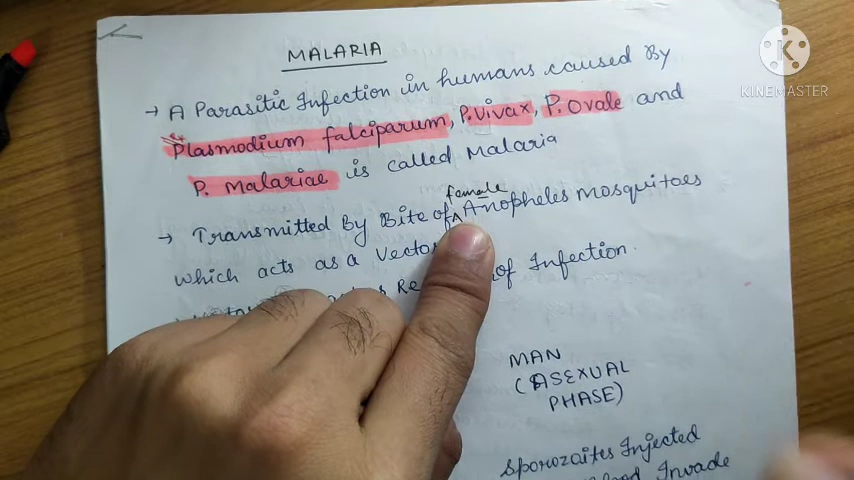 MALARIA
→ A Parasitic Infection in humans caused By
Plasmodium falciparum, P. Vivax, P. Ovale and
P. Malariae is called Malaria
female
→ Transmitted By Bite of Anopheles Mosquitoes
which acts as a Vector
of Infection.
MAN
(ASEXUAL
PHASE)
Sporozoites Injected
Invade
KINEMASTER